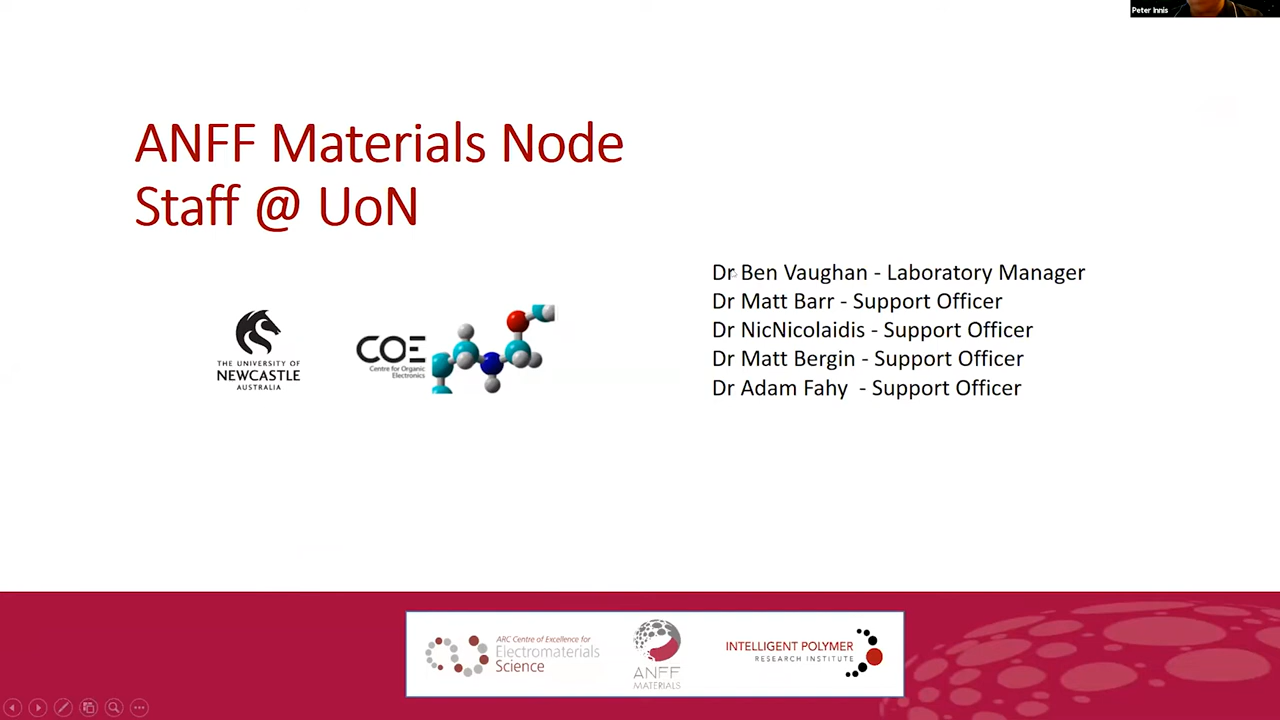 Peter Innis
ANFF Materials Node
Staff @ UoN
Dr Ben Vaughan - Laboratory Manager
Dr Matt Barr - Support Officer
Dr NicNicolaidis - Support Officer
Dr Matt Bergin - Support Officer
Dr Adam Fahy - Support Officer
THE UNIVERSITY OF
NEWCASTLE
AUSTRALIA
COE
Centre for Organic
Electronics
ARC Centre of Excellence for
Electromaterials
Science
ANFF
MATERIALS
INTELLIGENT POLYMER
RESEARCH INSTITUTE